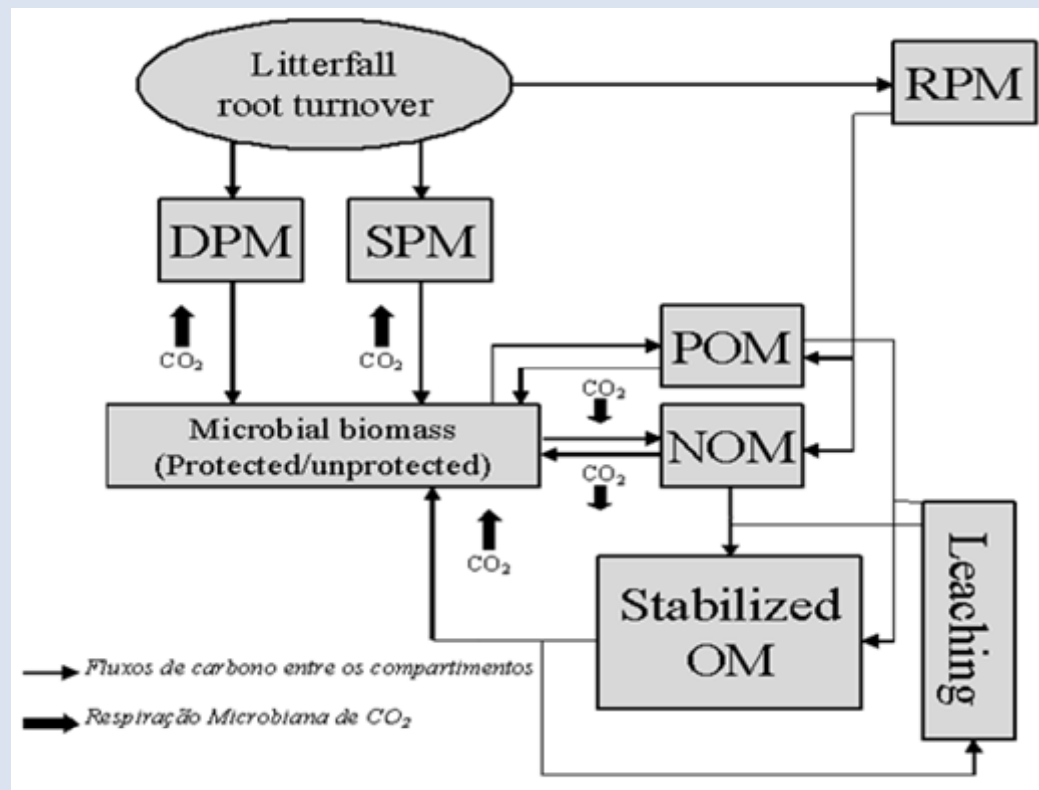 Litterfall
root turnover
RPM
DPM
SPM
CO₂
CO₂
POM
CO₂
Microbial biomass
(Protected/unprotected)
NOM
CO₂
CO₂
Stabilized
OM
Leaching
Fluxos de carbono entre os compartimentos
Respiração Microbiana de CO₂